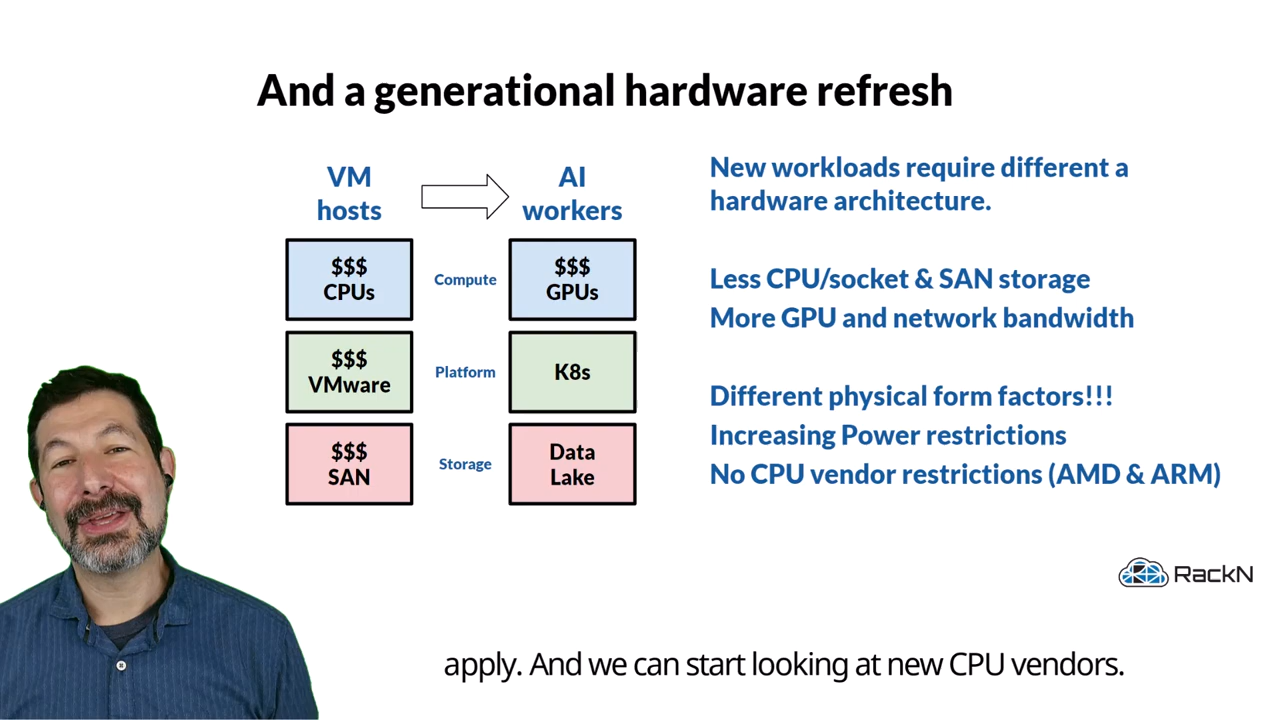 And a generational hardware refresh
VM
hosts
AI
workers
$$$
CPUs
Compute
$$$
GPUs
$$$
VMware
Platform
K8s
$$$
SAN
Storage
Data
Lake
New workloads require different a
hardware architecture.
Less CPU/socket & SAN storage
More GPU and network bandwidth
Different physical form factors!!!
Increasing Power restrictions
No CPU vendor restrictions (AMD & ARM)
RackN
apply. And we can start looking at new CPU vendors.